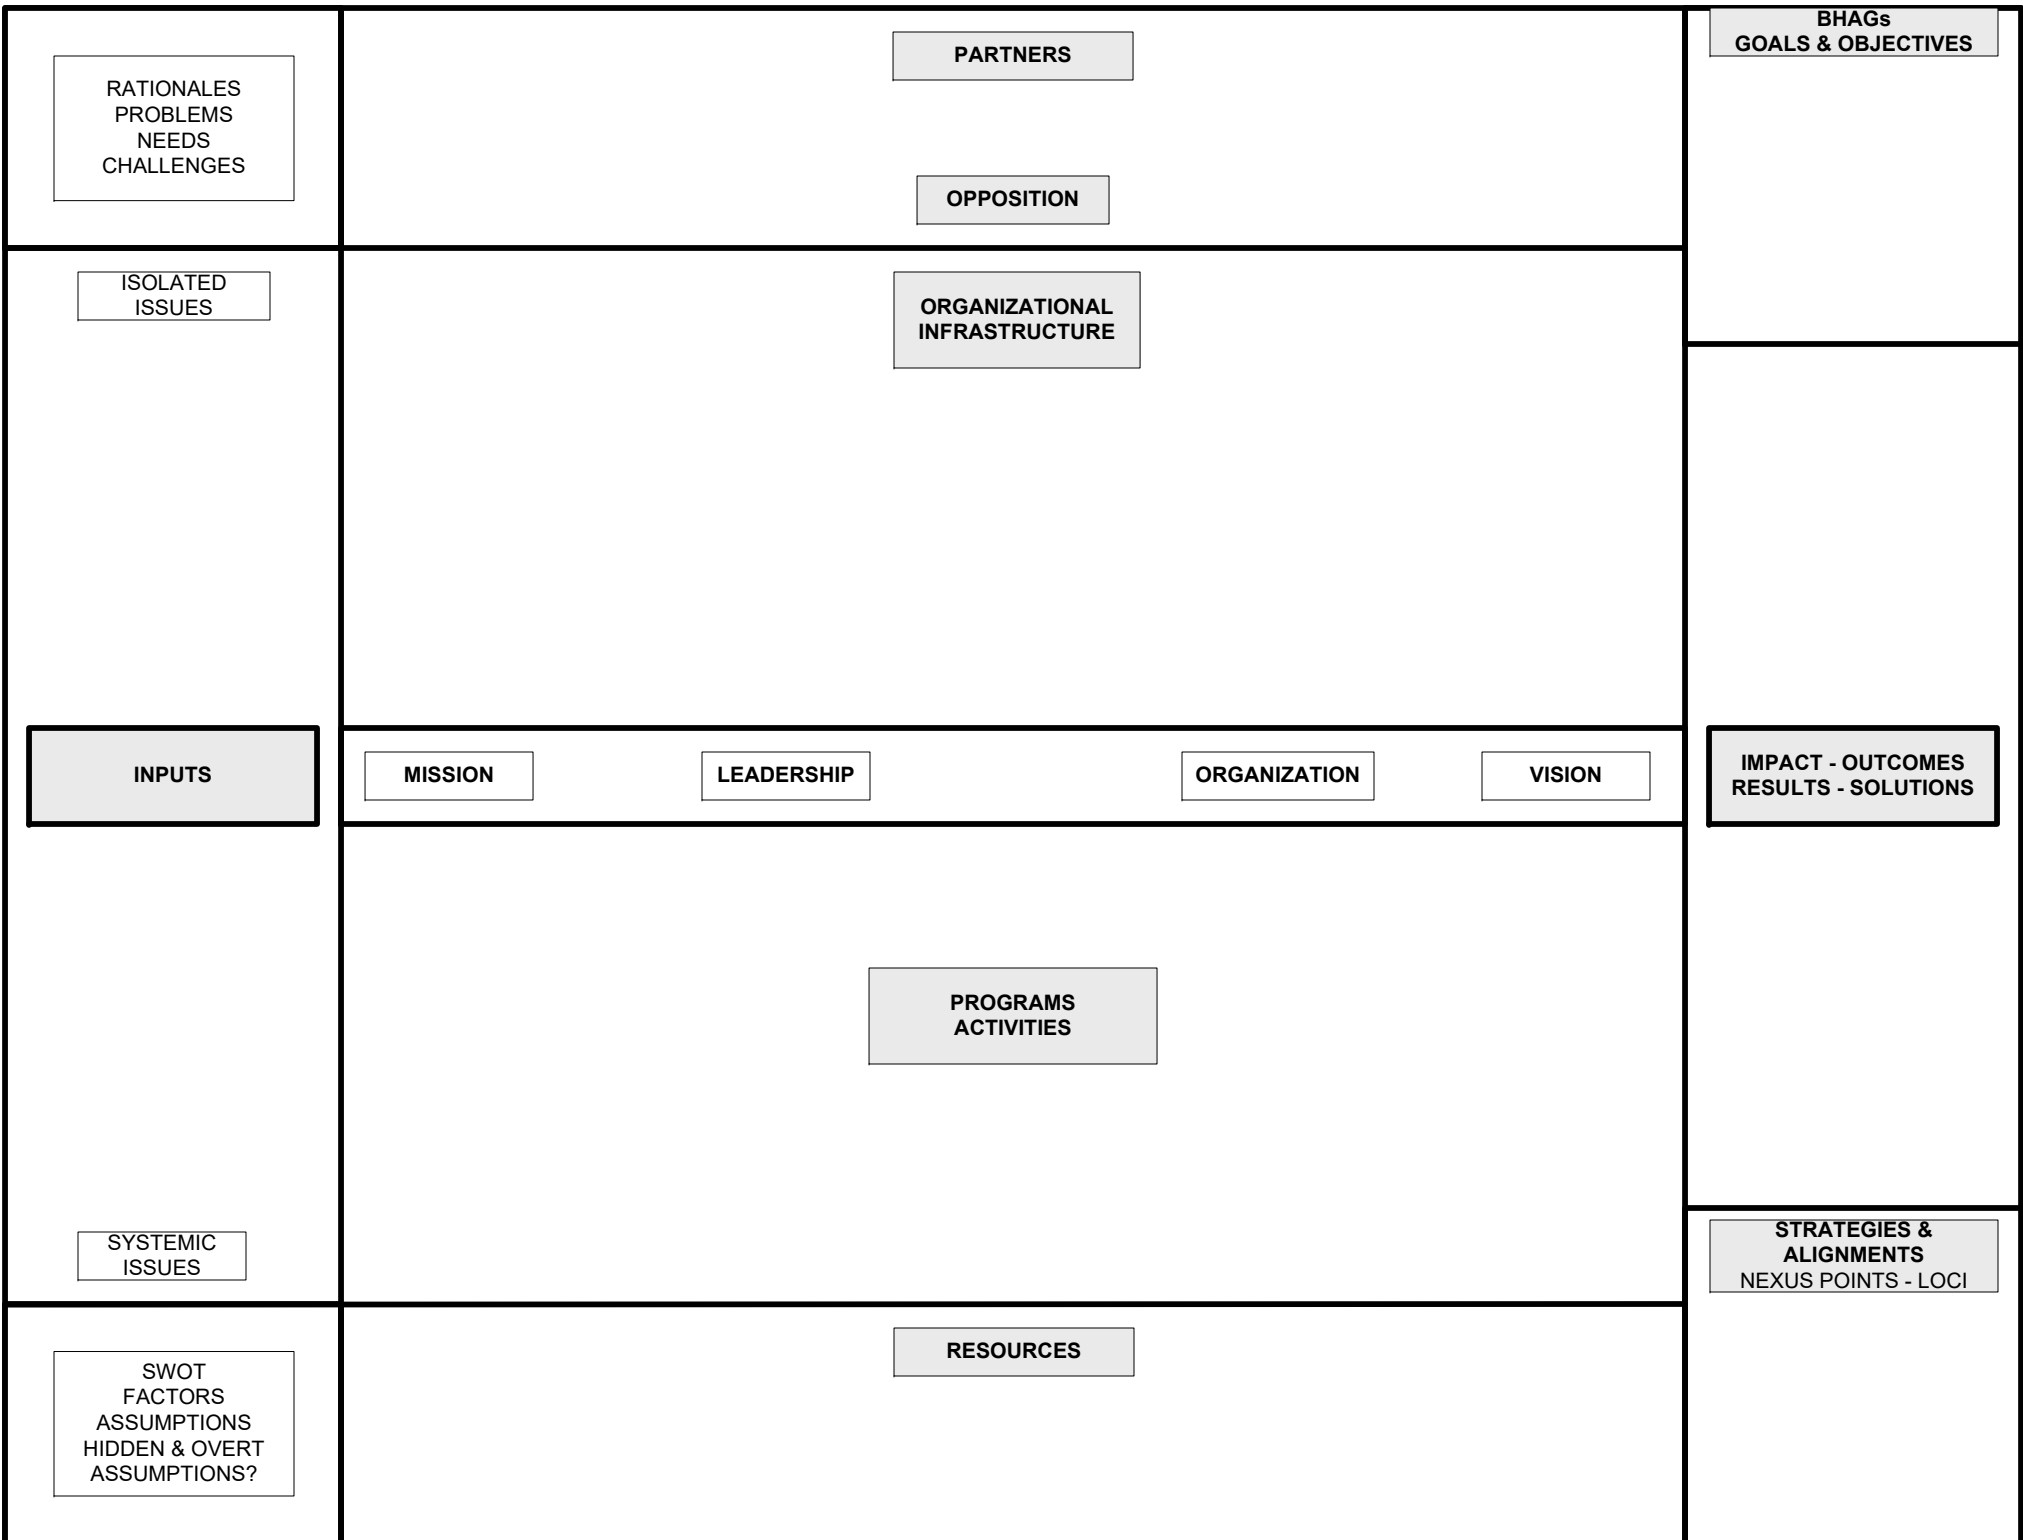 RATIONALES
PROBLEMS
NEEDS
CHALLENGES
PARTNERS
OPPOSITION
BHAGs
GOALS & OBJECTIVES
ISOLATED
ISSUES
ORGANIZATIONAL
INFRASTRUCTURE
INPUTS
MISSION
LEADERSHIP
ORGANIZATION
VISION
IMPACT - OUTCOMES
RESULTS - SOLUTIONS
PROGRAMS
ACTIVITIES
SYSTEMIC
ISSUES
STRATEGIES &
ALIGNMENTS
NEXUS POINTS - LOCI
SWOT
FACTORS
ASSUMPTIONS
HIDDEN & OVERT
ASSUMPTIONS?
RESOURCES